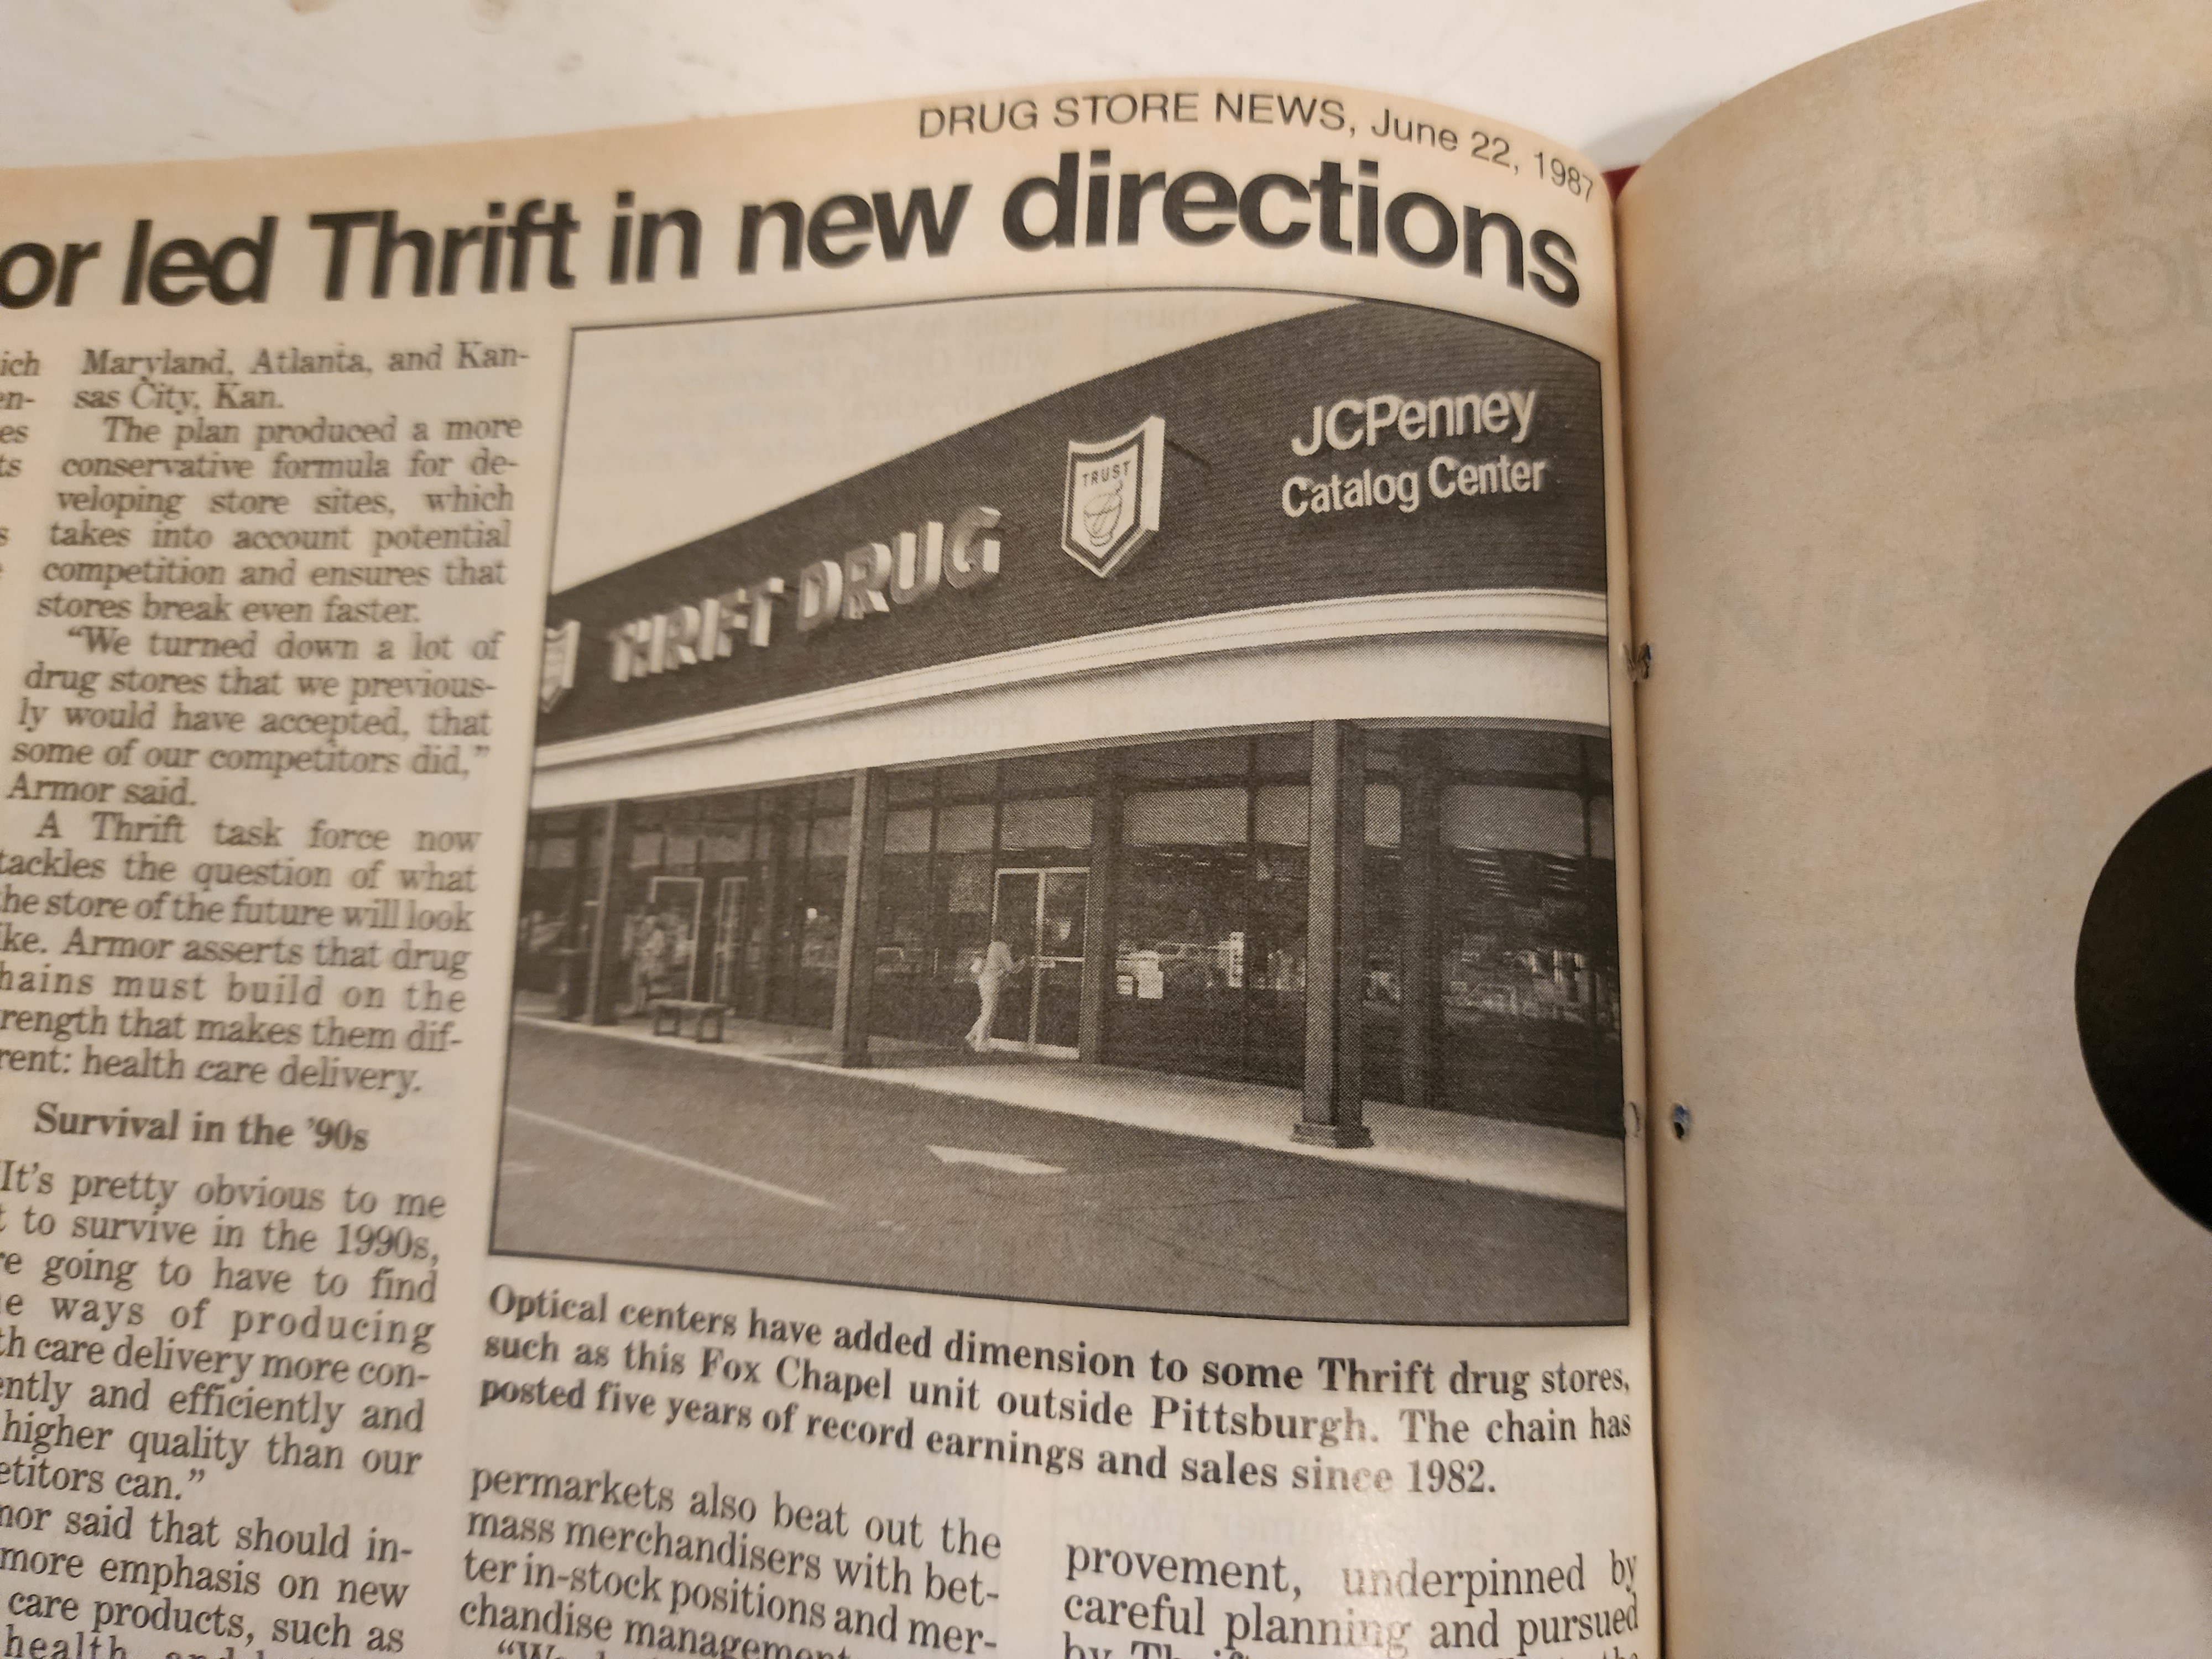 DRUG STORE NEWS, June 22, 1987
or led Thrift in new directions
ich
en-
es
ts
s
Maryland, Atlanta, and Kan-
sas City, Kan.
The plan produced a more
conservative formula for de-
veloping store sites, which
takes into account potential
competition and ensures that
stores break even faster.
“We turned down a lot of
drug stores that we previous-
ly would have accepted, that
some of our competitors did,”
Armor said.
A Thrift task force now
tackles the question of what
he store of the future will look
ike. Armor asserts that drug
hains must build on the
rength that makes them dif-
rent: health care delivery.
Survival in the ’90s
It’s pretty obvious to me
t to survive in the 1990s,
re going to have to find
e ways of producing
th care delivery more con-
ently and efficiently and
higher quality than our
etitors can.”
mor said that should in-
more emphasis on new
care products, such as
health
JCPenney
Catalog Center
TRUST
THRIFT DRUG
Optical centers have added dimension to some Thrift drug stores,
such as this Fox Chapel unit outside Pittsburgh. The chain has
posted five years of record earnings and sales since 1982.
permarkets also beat out the
mass merchandisers with bet-
ter in-stock positions and mer-
chandise management
provement, underpinned by
careful planning and pursued
by